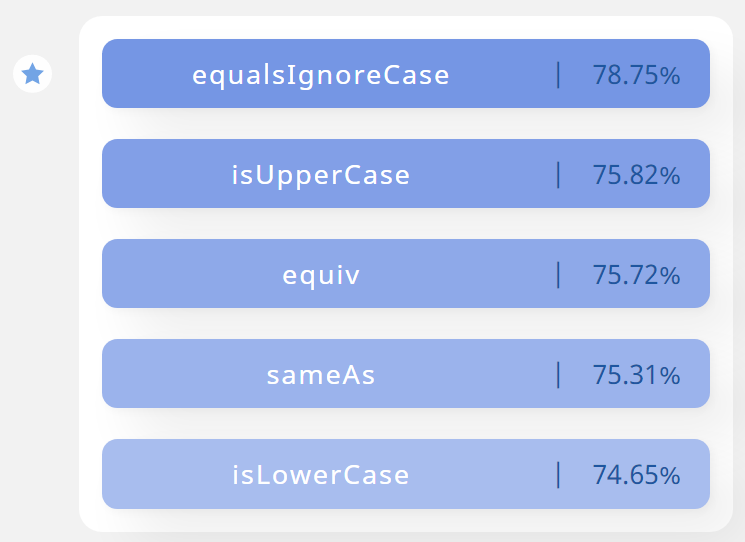 equalsIgnoreCase | 78.75%
isUpperCase | 75.82%
equiv | 75.72%
sameAs | 75.31%
isLowerCase | 74.65%